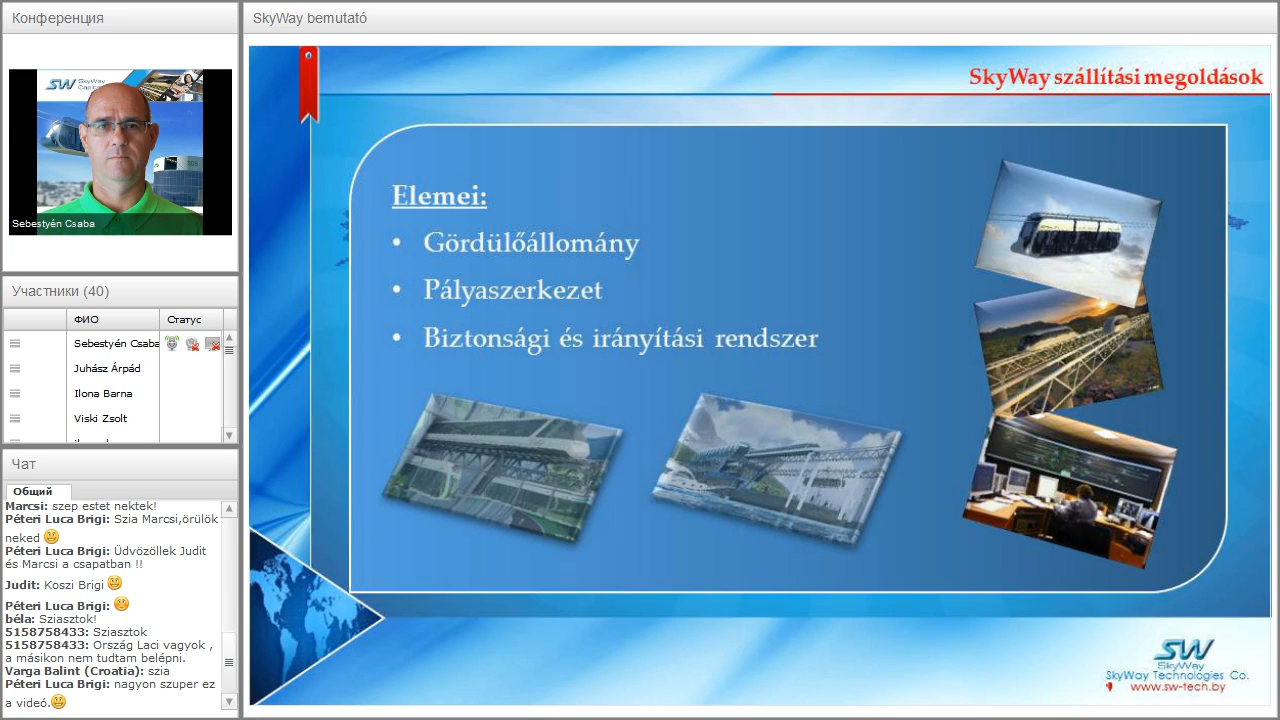 Конференция
SW SkyWay
Sebestyén Csaba
Участники (40)
ФИО
Статус
Sebestyén Csaba
Juhász Árpád
Ilona Barna
Viski Zsolt
Чат
Общий
Marcsi: szep estet nektek!
Péteri Luca Brigi: Szia Marcsi,örülök
neked
Péteri Luca Brigi: Üdvözöllek Judit
és Marcsi a csapatban !!
Judit: Koszi Brigi
Péteri Luca Brigi:
béla: Sziasztok!
5158758433: Sziasztok
5158758433: Ország Laci vagyok ,
a másikon nem tudtam belépni.
Varga Balint (Croatia): szia
Péteri Luca Brigi: nagyon szuper ez
a videó.
SkyWay bemutató
SkyWay szállítási megoldások
Elemei:
• Gördülőállomány
• Pályaszerkezet
• Biztonsági és irányítási rendszer
SW
SkyWay
SkyWay Technologies Co.
www.sw-tech.by